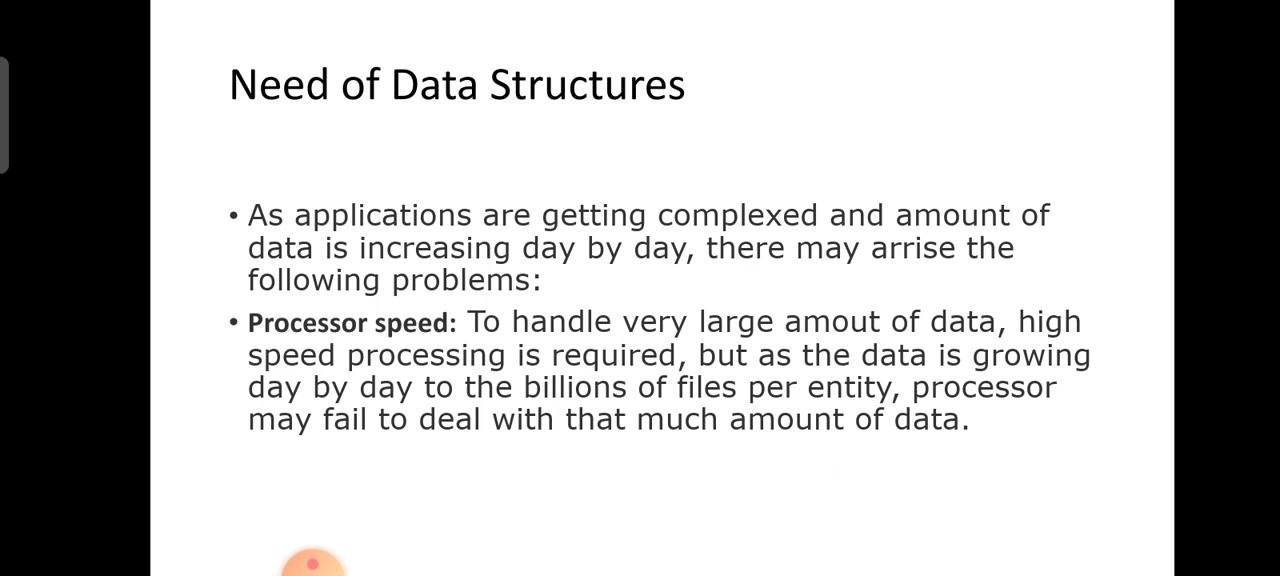 Need of Data Structures
• As applications are getting complexed and amount of
data is increasing day by day, there may arrise the
following problems:
• Processor speed: To handle very large amout of data, high
speed processing is required, but as the data is growing
day by day to the billions of files per entity, processor
may fail to deal with that much amount of data.